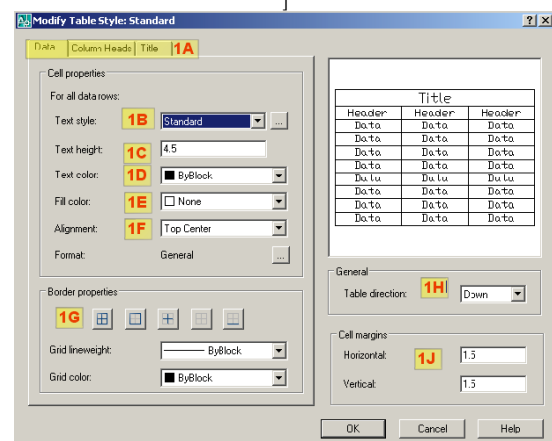 Modify Table Style: Standard
Data Column Heads Title 1A
Cell properties
For all data rows:
Text style: 1B Standard ...
Text height: 1C 4.5
Text color: 1D ByBlock
Fill color: 1E None
Alignment: 1F Top Center
Format: General ...
Border properties
1G
Grid lineweight: ByBlock
Grid color: ByBlock
Title
Header Header Header
Data Data Data
Data Data Data
Data Data Data
Data Data Data
Data Data Data
Data Data Data
Data Data Data
Data Data Data
General
Table direction: 1H Down
Cell margins
Horizontal: 1J 1.5
Vertical: 1.5
OK Cancel Help